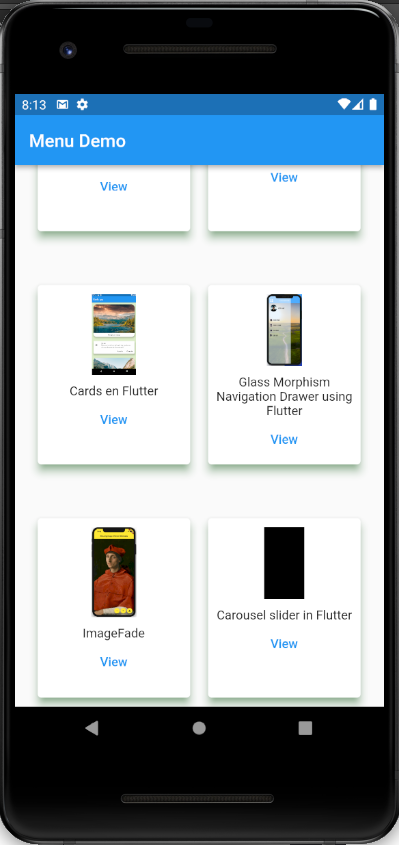 8:13
Menu Demo
View
View
Cards en Flutter
View
Glass Morphism
Navigation Drawer using
Flutter
View
ImageFade
View
Carousel slider in Flutter
View